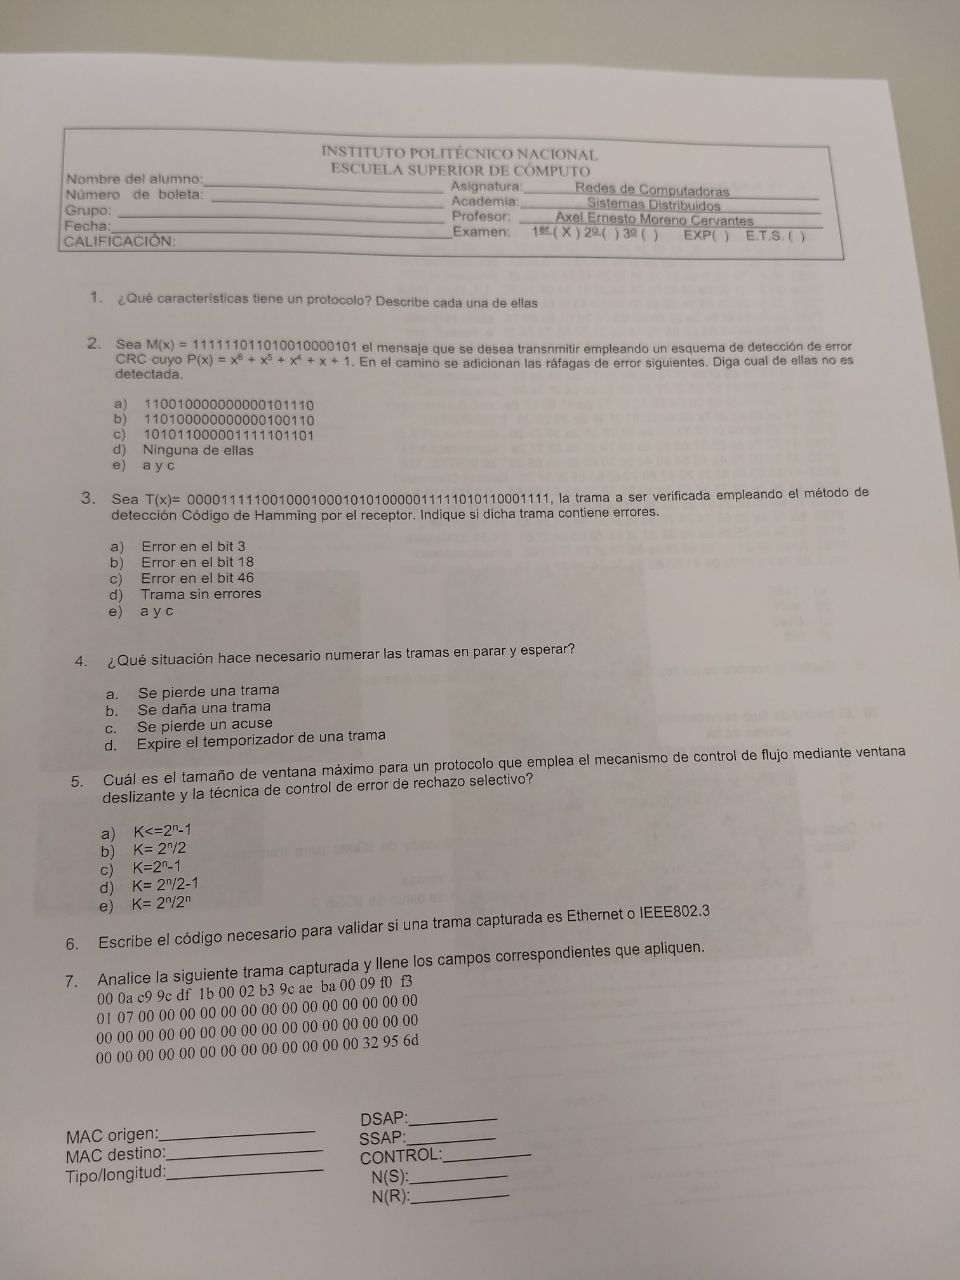 INSTITUTO POLITÉCNICO NACIONAL
ESCUELA SUPERIOR DE CÓMPUTO
Nombre del alumno:
Número de boleta:
Grupo:
Fecha:
CALIFICACIÓN:
Asignatura: Redes de Computadoras
Academia: Sistemas Distribuidos
Profesor: Axel Ernesto Moreno Cervantes
Examen: 1er ( X ) 2º ( ) 3º ( ) EXP( ) E.T.S. ( )
1. ¿Qué características tiene un protocolo? Describe cada una de ellas
2. Sea M(x) = 111111011010010000101 el mensaje que se desea transnmitir empleando un esquema de detección de error
CRC cuyo P(x) = x⁶ + x⁵ + x⁴ + x + 1. En el camino se adicionan las ráfagas de error siguientes. Diga cual de ellas no es
detectada.
a) 110010000000000101110
b) 110100000000000100110
c) 101011000001111101101
d) Ninguna de ellas
e) a y c
3. Sea T(x)= 0000111110010001000101010000011111010110001111, la trama a ser verificada empleando el método de
detección Código de Hamming por el receptor. Indique si dicha trama contiene errores.
a) Error en el bit 3
b) Error en el bit 18
c) Error en el bit 46
d) Trama sin errores
e) a y c
4. ¿Qué situación hace necesario numerar las tramas en parar y esperar?
a. Se pierde una trama
b. Se daña una trama
c. Se pierde un acuse
d. Expire el temporizador de una trama
5. Cuál es el tamaño de ventana máximo para un protocolo que emplea el mecanismo de control de flujo mediante ventana
deslizante y la técnica de control de error de rechazo selectivo?
a) K<=2ⁿ-1
b) K= 2ⁿ/2
c) K=2ⁿ-1
d) K= 2ⁿ/2-1
e) K= 2ⁿ/2ⁿ
6. Escribe el código necesario para validar si una trama capturada es Ethernet o IEEE802.3
7. Analice la siguiente trama capturada y llene los campos correspondientes que apliquen.
00 0a c9 9c df 1b 00 02 b3 9c ae ba 00 09 f0 f3
01 07 00 00 00 00 00 00 00 00 00 00 00 00 00 00
00 00 00 00 00 00 00 00 00 00 00 00 00 00 00 00
00 00 00 00 00 00 00 00 00 00 00 00 00 32 95 6d
MAC origen:
MAC destino:
Tipo/longitud:
DSAP:
SSAP:
CONTROL:
N(S):
N(R):